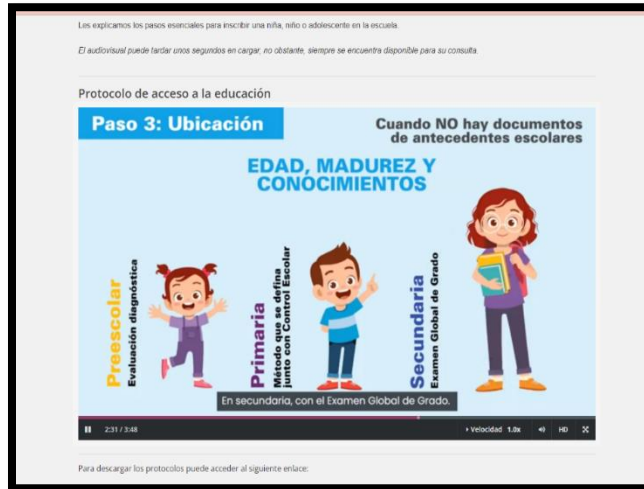 Les explicamos los pasos esenciales para inscribir una niña, niño o adolescente en la escuela.
El audiovisual puede tardar unos segundos en cargar, no obstante, siempre se encuentra disponible para su consulta.
Protocolo de acceso a la educación
Paso 3: Ubicación
Cuando NO hay documentos
de antecedentes escolares
EDAD, MADUREZ Y
CONOCIMIENTOS
Preescolar
Evaluación diagnóstica
Primaria
Método que se defina
junto con Control Escolar
Secundaria
Examen Global de Grado
En secundaria, con el Examen Global de Grado.
2:31 / 3:48
Velocidad 1.0x
HD
Para descargar los protocolos puede acceder al siguiente enlace: